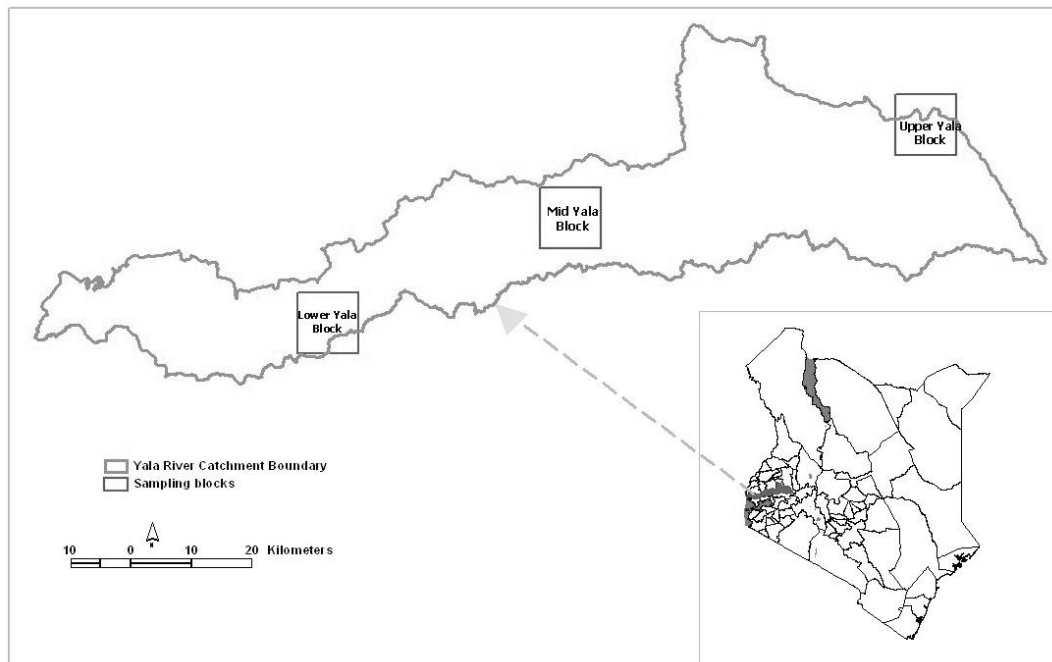 Upper Yala
Block
Mid Yala
Block
Lower Yala
Block
Yala River Catchment Boundary
Sampling blocks
N
10 0 10 20 Kilometers